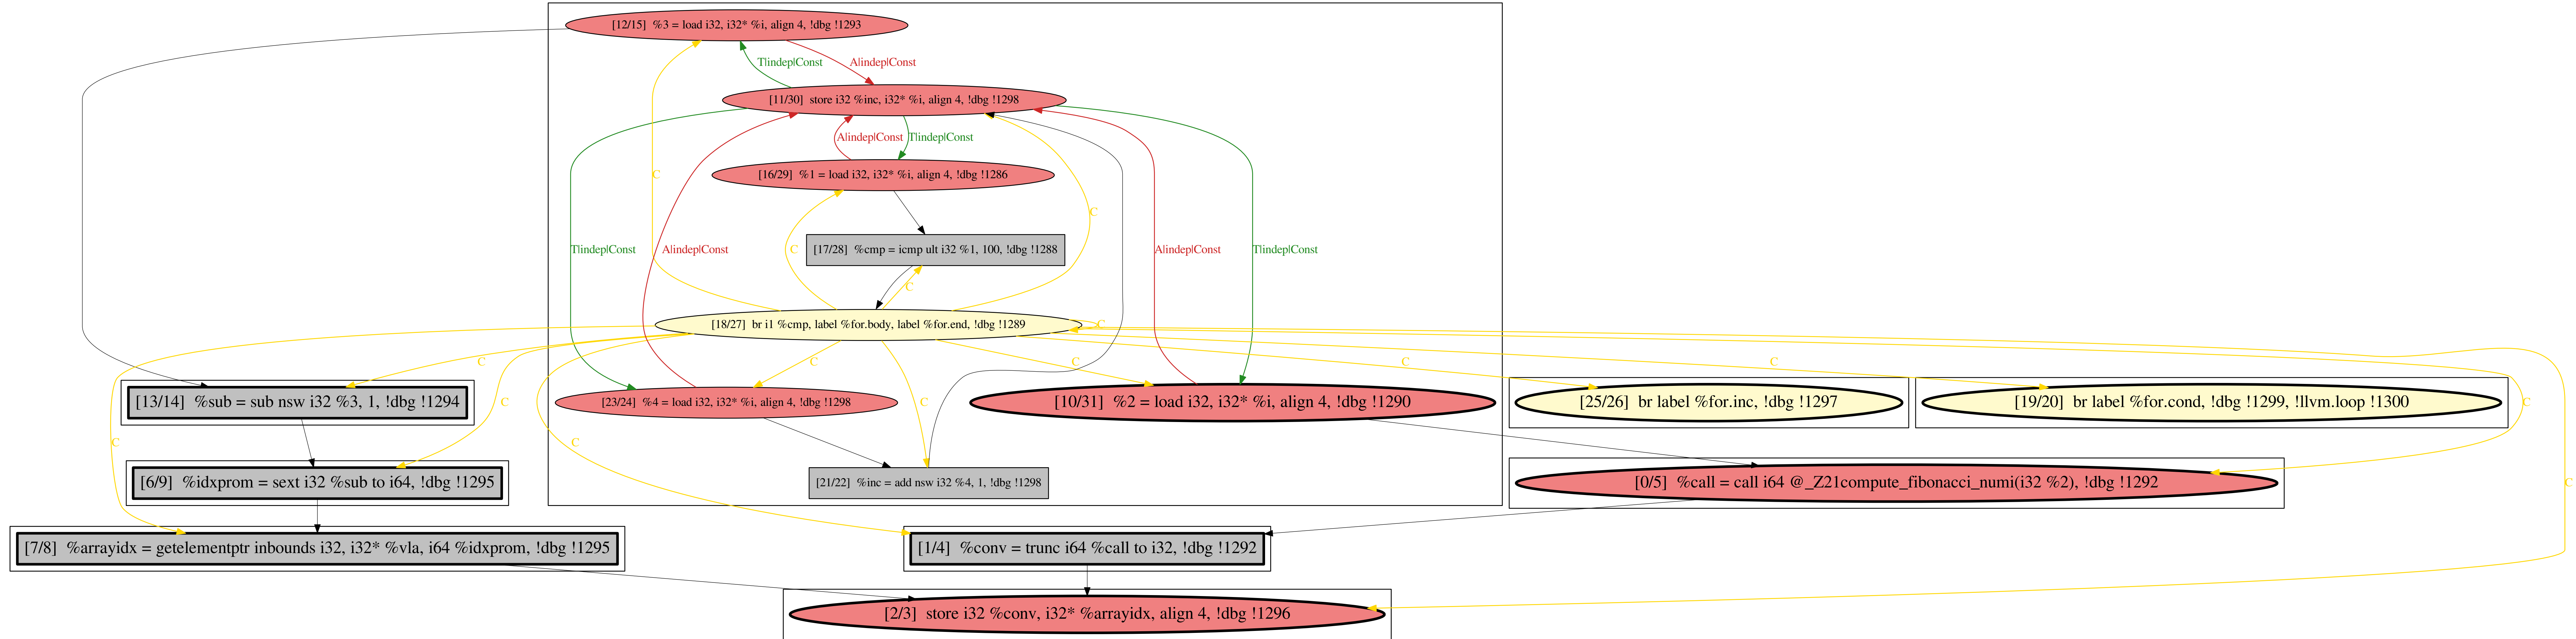 [12/15]  %3 = load i32, i32* %i, align 4, !dbg !1293
T|indep|Const
A|indep|Const
[11/30]  store i32 %inc, i32* %i, align 4, !dbg !1298
A|indep|Const
T|indep|Const
C
[16/29]  %1 = load i32, i32* %i, align 4, !dbg !1286
C
T|indep|Const
A|indep|Const
C
[17/28]  %cmp = icmp ult i32 %1, 100, !dbg !1288
A|indep|Const
T|indep|Const
C
[18/27]  br i1 %cmp, label %for.body, label %for.end, !dbg !1289
C
C
C
C
C
C
[13/14]  %sub = sub nsw i32 %3, 1, !dbg !1294
C
[23/24]  %4 = load i32, i32* %i, align 4, !dbg !1298
C
[10/31]  %2 = load i32, i32* %i, align 4, !dbg !1290
[25/26]  br label %for.inc, !dbg !1297
[19/20]  br label %for.cond, !dbg !1299, !llvm.loop !1300
C
C
C
[6/9]  %idxprom = sext i32 %sub to i64, !dbg !1295
[21/22]  %inc = add nsw i32 %4, 1, !dbg !1298
[0/5]  %call = call i64 @_Z21compute_fibonacci_numi(i32 %2), !dbg !1292
C
[7/8]  %arrayidx = getelementptr inbounds i32, i32* %vla, i64 %idxprom, !dbg !1295
[1/4]  %conv = trunc i64 %call to i32, !dbg !1292
[2/3]  store i32 %conv, i32* %arrayidx, align 4, !dbg !1296